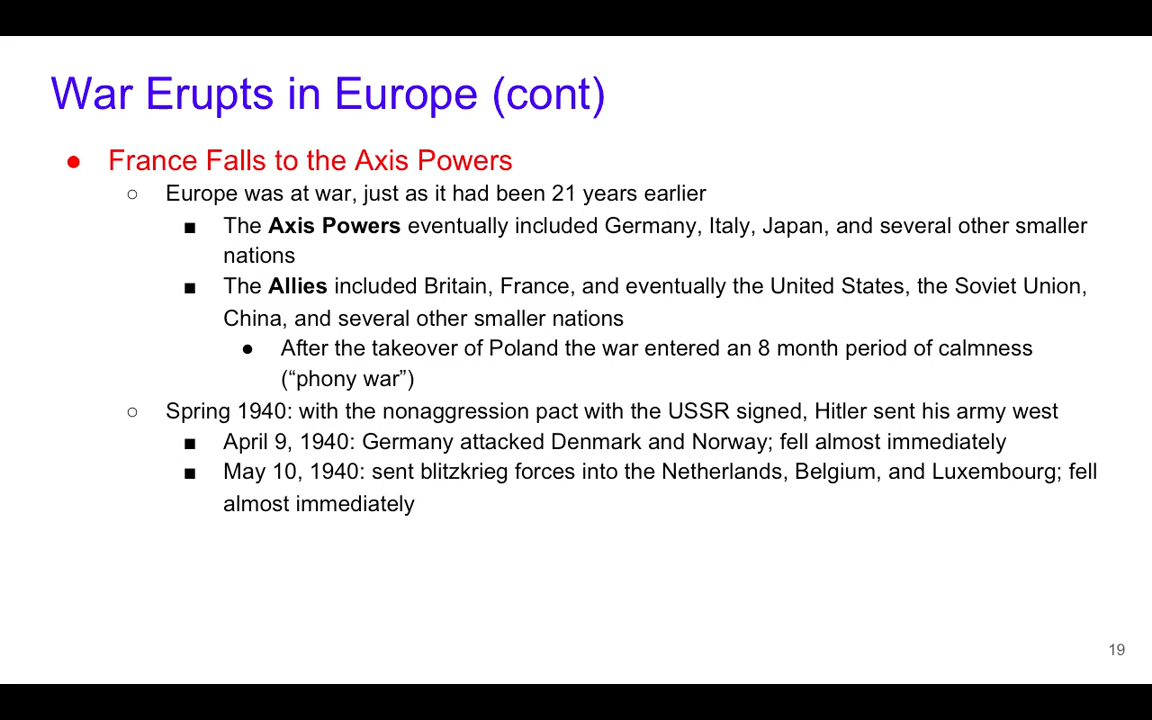 War Erupts in Europe (cont)
● France Falls to the Axis Powers
○ Europe was at war, just as it had been 21 years earlier
■ The Axis Powers eventually included Germany, Italy, Japan, and several other smaller
nations
■ The Allies included Britain, France, and eventually the United States, the Soviet Union,
China, and several other smaller nations
● After the takeover of Poland the war entered an 8 month period of calmness
(“phony war”)
○ Spring 1940: with the nonaggression pact with the USSR signed, Hitler sent his army west
■ April 9, 1940: Germany attacked Denmark and Norway; fell almost immediately
■ May 10, 1940: sent blitzkrieg forces into the Netherlands, Belgium, and Luxembourg; fell
almost immediately
19